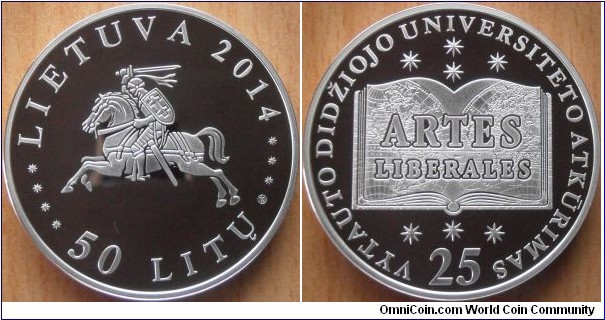 LIETUVA 2014
50 LITŲ
VYTAUTO DIDŽIOJO UNIVERSITETO ATKŪRIMAS
ARTES
LIBERALES
25
OmniCoin.com World Coin Community